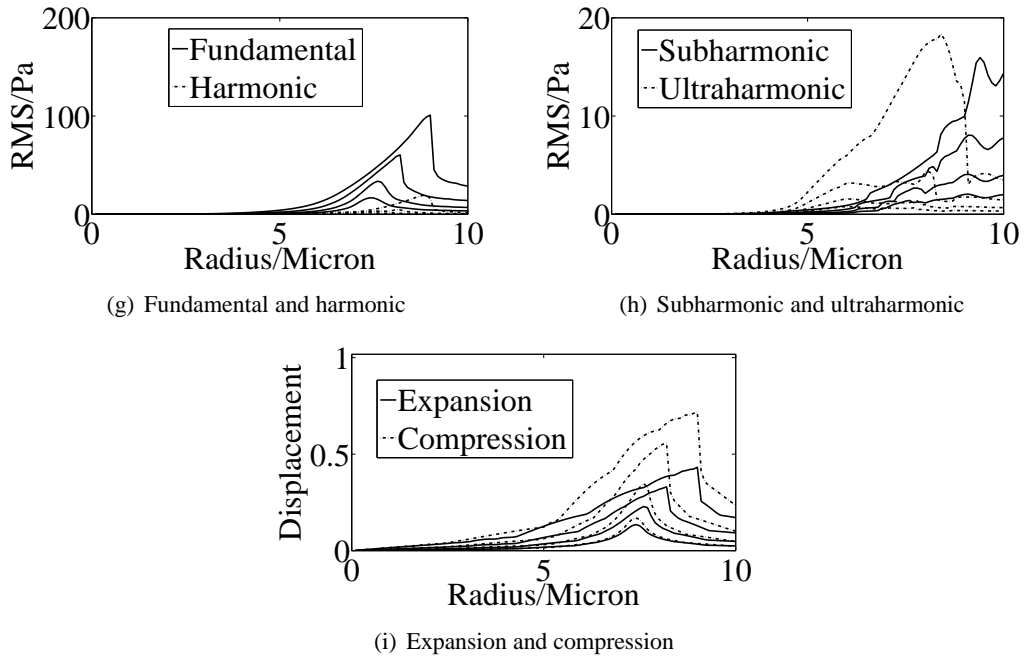 200
100
0
RMS/Pa
Fundamental
Harmonic
0
5
10
Radius/Micron
(g) Fundamental and harmonic
20
10
0
RMS/Pa
Subharmonic
Ultraharmonic
0
5
10
Radius/Micron
(h) Subharmonic and ultraharmonic
1
0.5
0
Displacement
Expansion
Compression
0
5
10
Radius/Micron
(i) Expansion and compression